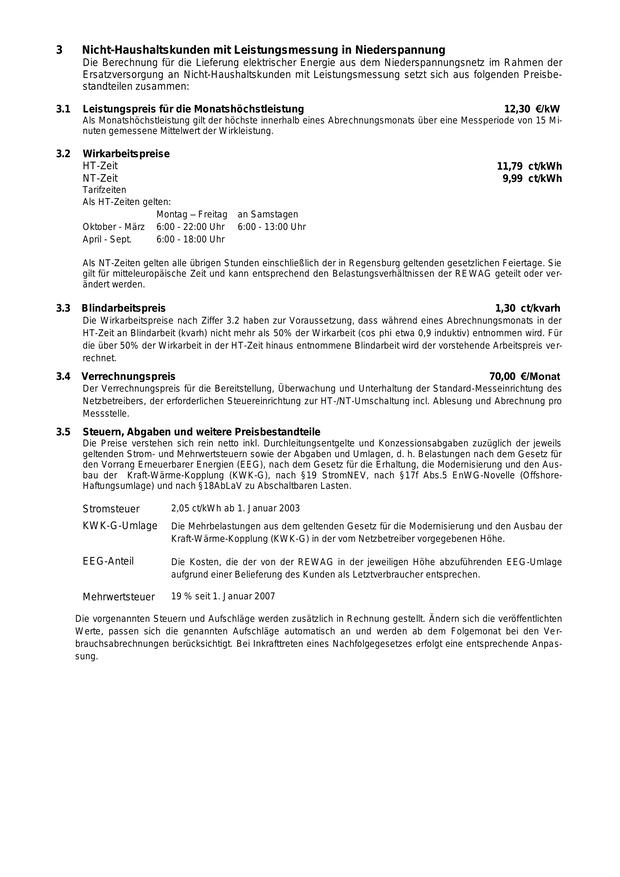 3 Nicht-Haushaltskunden mit Leistungsmessung in Niederspannung
Die Berechnung für die Lieferung elektrischer Energie aus dem Niederspannungsnetz im Rahmen der
Ersatzversorgung an Nicht-Haushaltskunden mit Leistungsmessung setzt sich aus folgenden Preisbe-
standteilen zusammen:
3.1 Leistungspreis für die Monatshöchstleistung 12,30 €/kW
Als Monatshöchstleistung gilt der höchste innerhalb eines Abrechnungsmonats über eine Messperiode von 15 Mi-
nuten gemessene Mittelwert der Wirkleistung.
3.2 Wirkarbeitspreise
HT-Zeit 11,79 ct/kWh
NT-Zeit 9,99 ct/kWh
Tarifzeiten
Als HT-Zeiten gelten:
Montag – Freitag an Samstagen
Oktober - März 6:00 - 22:00 Uhr 6:00 - 13:00 Uhr
April - Sept. 6:00 - 18:00 Uhr
Als NT-Zeiten gelten alle übrigen Stunden einschließlich der in Regensburg geltenden gesetzlichen Feiertage. Sie
gilt für mitteleuropäische Zeit und kann entsprechend den Belastungsverhältnissen der REWAG geteilt oder ver-
ändert werden.
3.3 Blindarbeitspreis 1,30 ct/kvarh
Die Wirkarbeitspreise nach Ziffer 3.2 haben zur Voraussetzung, dass während eines Abrechnungsmonats in der
HT-Zeit an Blindarbeit (kvarh) nicht mehr als 50% der Wirkarbeit (cos phi etwa 0,9 induktiv) entnommen wird. Für
die über 50% der Wirkarbeit in der HT-Zeit hinaus entnommene Blindarbeit wird der vorstehende Arbeitspreis ver-
rechnet.
3.4 Verrechnungspreis 70,00 €/Monat
Der Verrechnungspreis für die Bereitstellung, Überwachung und Unterhaltung der Standard-Messeinrichtung des
Netzbetreibers, der erforderlichen Steuereinrichtung zur HT-/NT-Umschaltung incl. Ablesung und Abrechnung pro
Messstelle.
3.5 Steuern, Abgaben und weitere Preisbestandteile
Die Preise verstehen sich rein netto inkl. Durchleitungsentgelte und Konzessionsabgaben zuzüglich der jeweils
geltenden Strom- und Mehrwertsteuern sowie der Abgaben und Umlagen, d. h. Belastungen nach dem Gesetz für
den Vorrang Erneuerbarer Energien (EEG), nach dem Gesetz für die Erhaltung, die Modernisierung und den Aus-
bau der Kraft-Wärme-Kopplung (KWK-G), nach §19 StromNEV, nach §17f Abs.5 EnWG-Novelle (Offshore-
Haftungsumlage) und nach §18AbLaV zu Abschaltbaren Lasten.
Stromsteuer 2,05 ct/kWh ab 1. Januar 2003
KWK-G-Umlage Die Mehrbelastungen aus dem geltenden Gesetz für die Modernisierung und den Ausbau der
Kraft-Wärme-Kopplung (KWK-G) in der vom Netzbetreiber vorgegebenen Höhe.
EEG-Anteil Die Kosten, die der von der REWAG in der jeweiligen Höhe abzuführenden EEG-Umlage
aufgrund einer Belieferung des Kunden als Letztverbraucher entsprechen.
Mehrwertsteuer 19 % seit 1. Januar 2007
Die vorgenannten Steuern und Aufschläge werden zusätzlich in Rechnung gestellt. Ändern sich die veröffentlichten
Werte, passen sich die genannten Aufschläge automatisch an und werden ab dem Folgemonat bei den Ver-
brauchsabrechnungen berücksichtigt. Bei Inkrafttreten eines Nachfolgegesetzes erfolgt eine entsprechende Anpas-
sung.